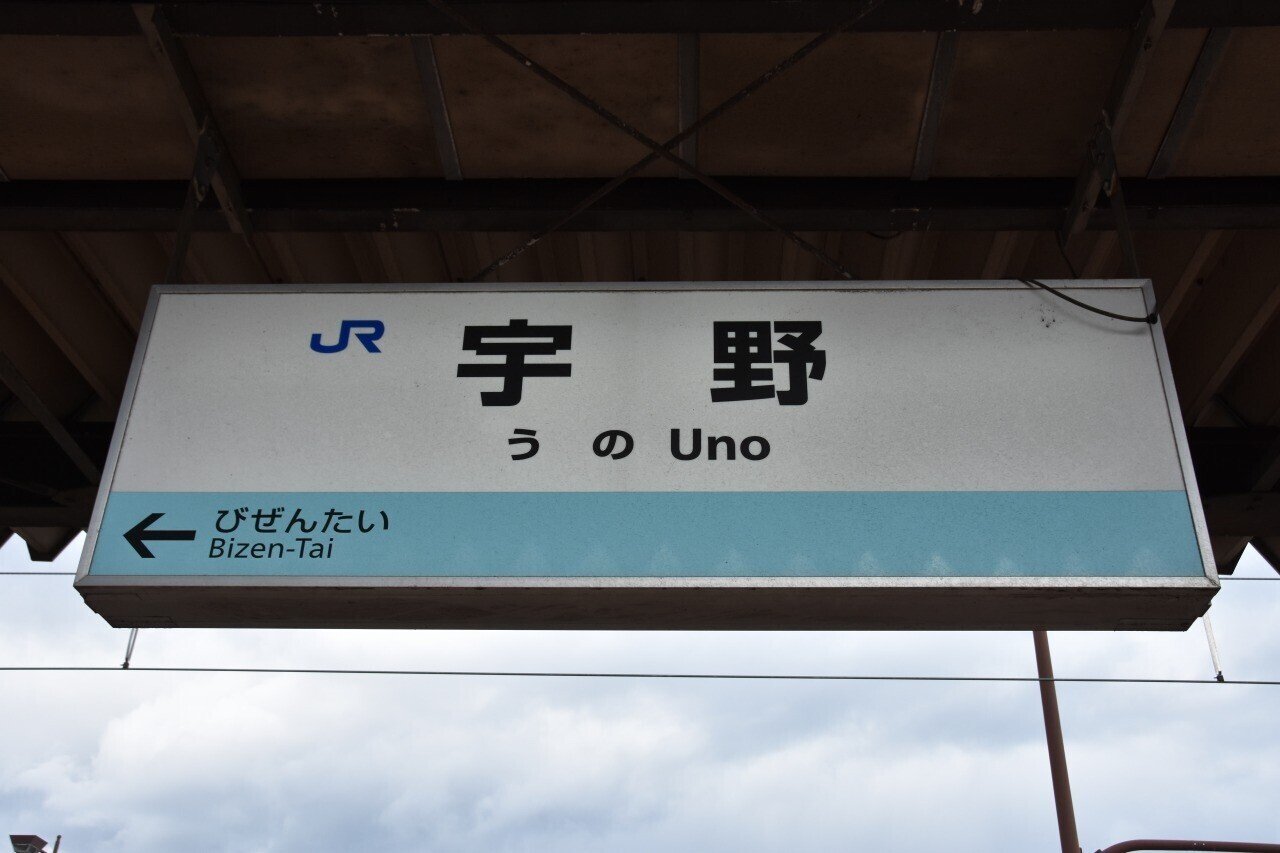 JR 宇野
うの Uno
← びぜんたい
Bizen-Tai